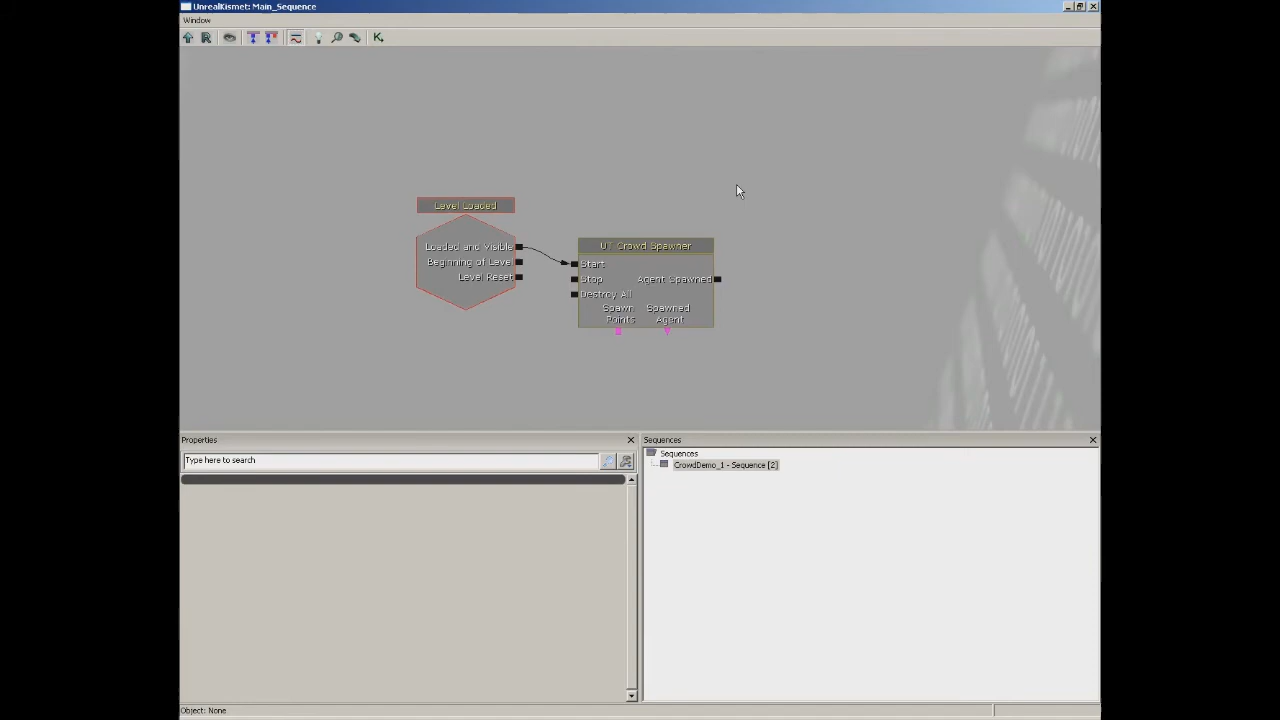 UnrealKismet: Main_Sequence
Window
Level Loaded
Loaded and Visible
Beginning of Level
Level Reset
UT Crowd Spawner
Start
Stop
Agent Spawned
Destroy All
Spawn Points
Spawned Agent
Properties
Type here to search
Sequences
Sequences
CrowdDemo_1 - Sequence [2]
Object: None